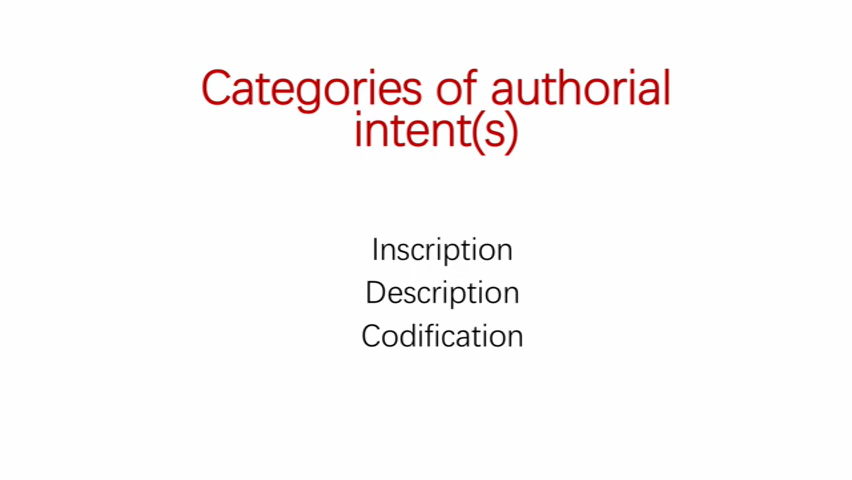 Categories of authorial
intent(s)
Inscription
Description
Codification